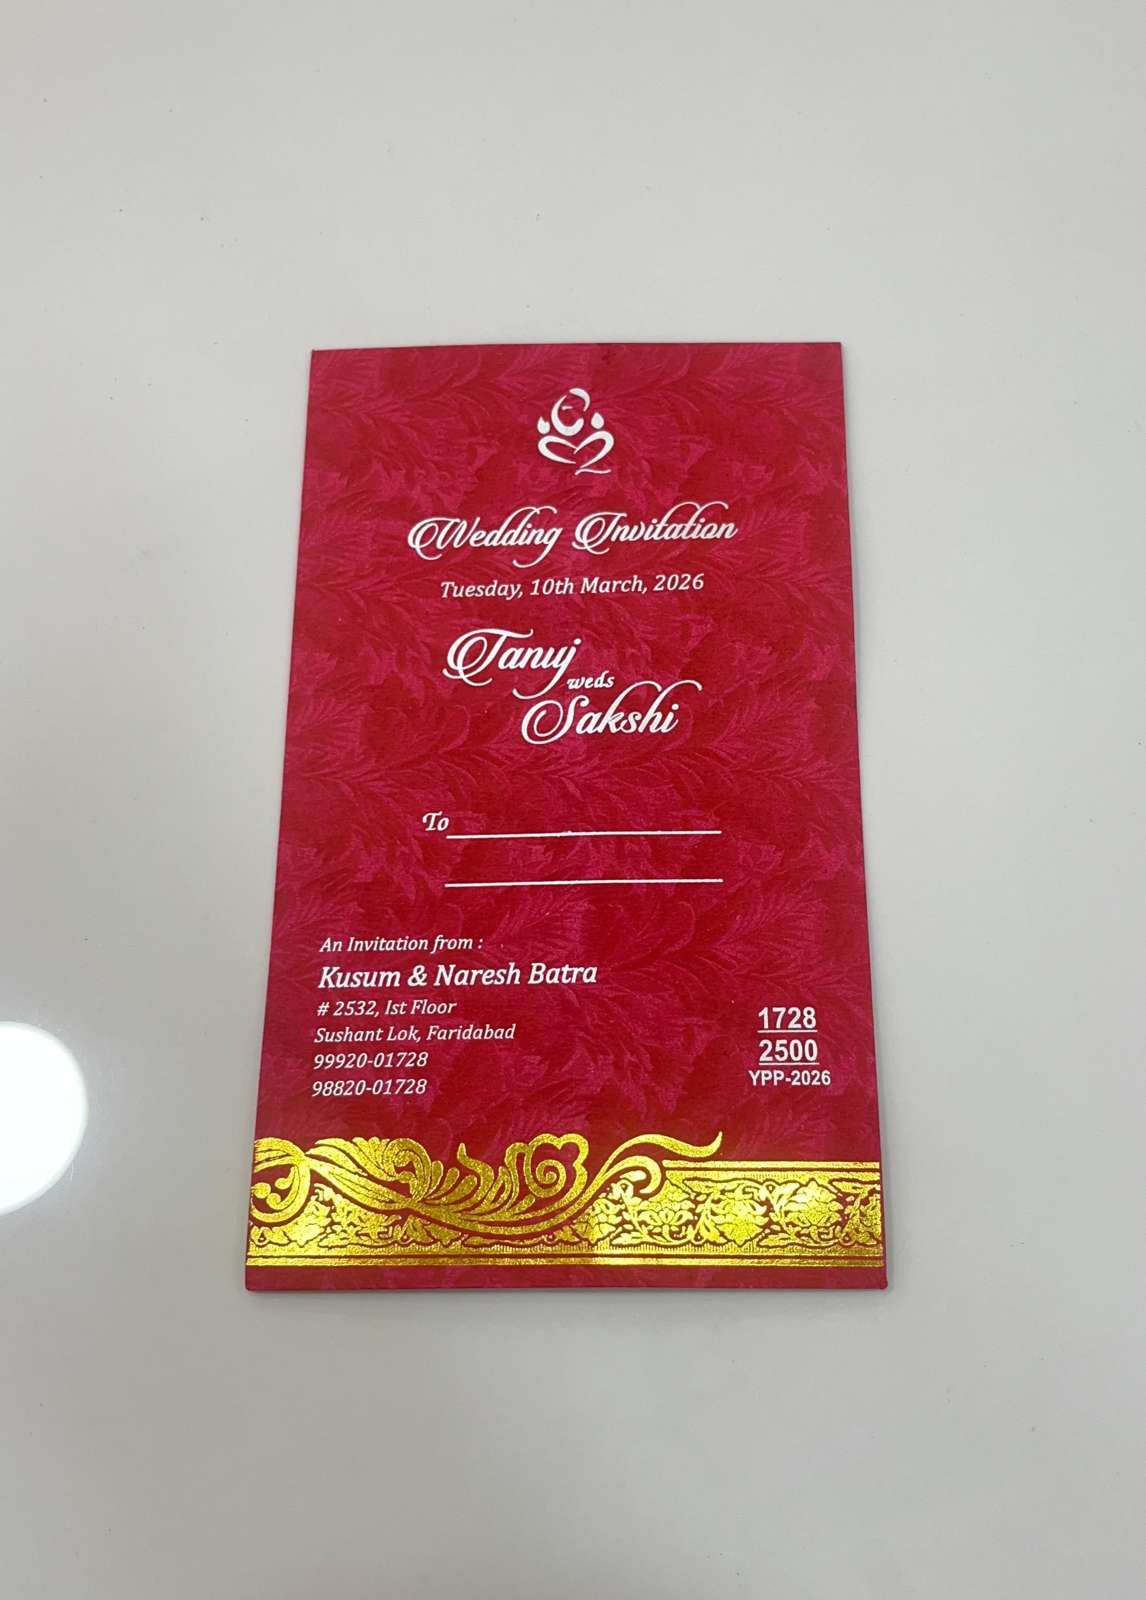 Wedding Invitation
Tuesday, 10th March, 2026
Tanuj
weds
Sakshi
To
An Invitation from :
Kusum & Naresh Batra
# 2532, Ist Floor
Sushant Lok, Faridabad
99920-01728
98820-01728
1728
2500
YPP-2026